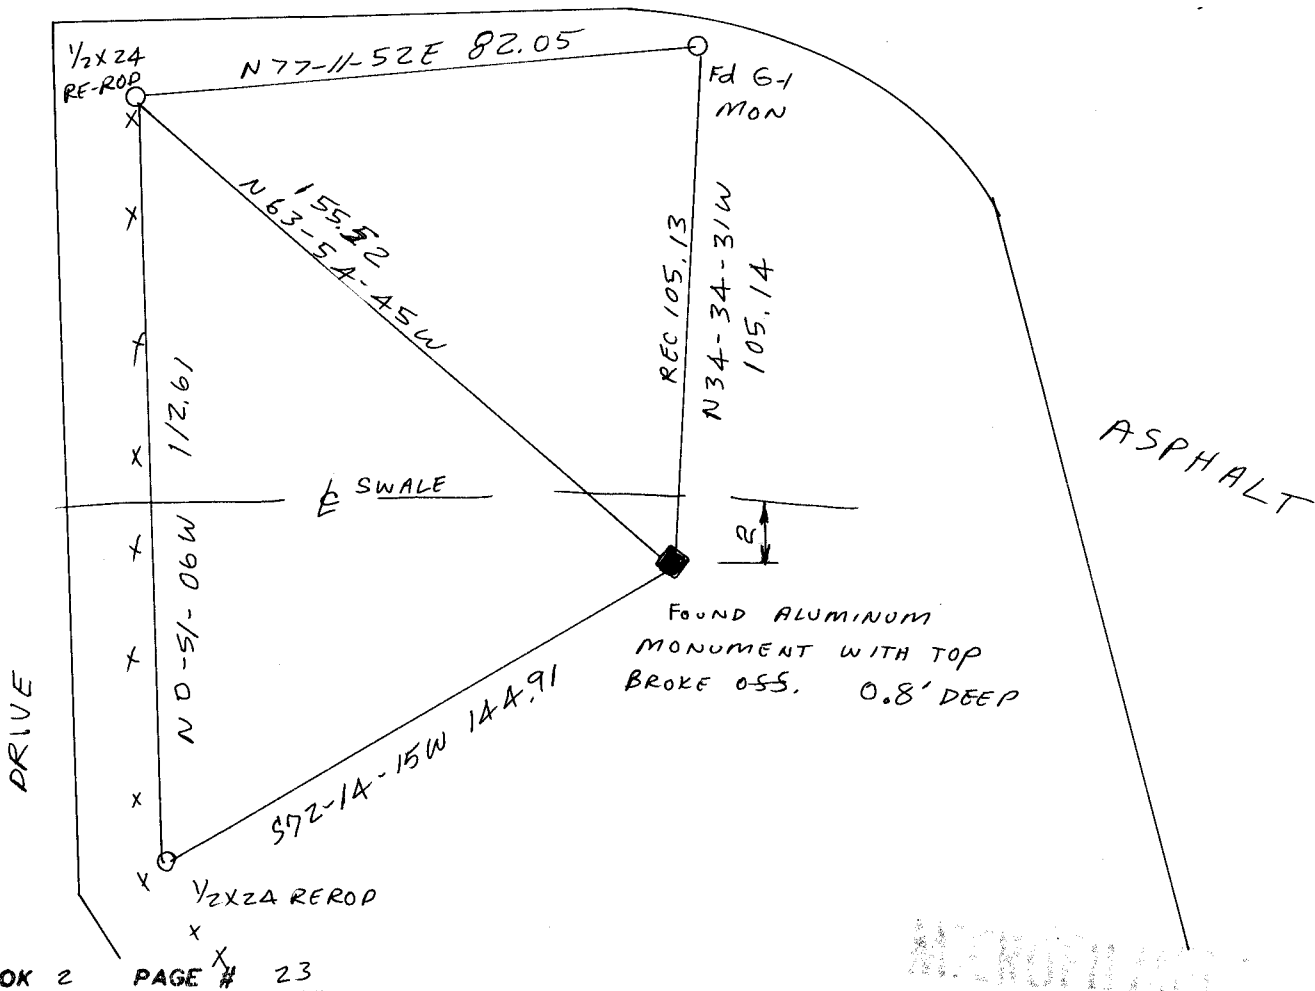 1/2X24
RE-ROD
N77-11-52E 82.05
Fd G-1
MON
155.52
N63-54-45W
REC 105.13
N34-34-31W
105.14
112.61
N0-51-06W
ASPHALT
℄ SWALE
2
FOUND ALUMINUM
MONUMENT WITH TOP
BROKE OFF. 0.8' DEEP
S72-14-15W 144.91
DRIVE
1/2X24 REROD
OK 2 PAGE # 23